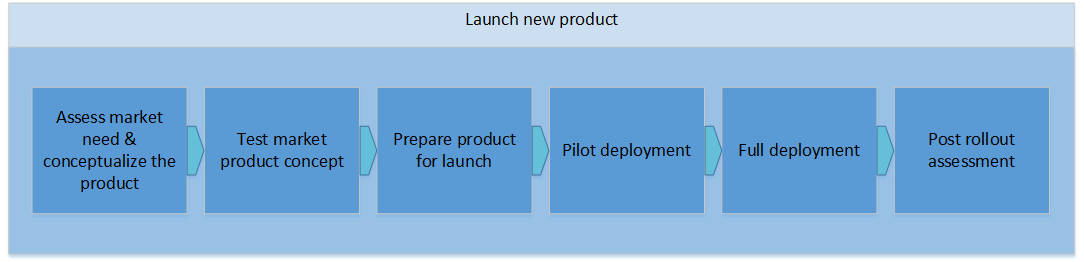 Launch new product
Assess market
need &
conceptualize the
product
Test market
product concept
Prepare product
for launch
Pilot deployment
Full deployment
Post rollout
assessment